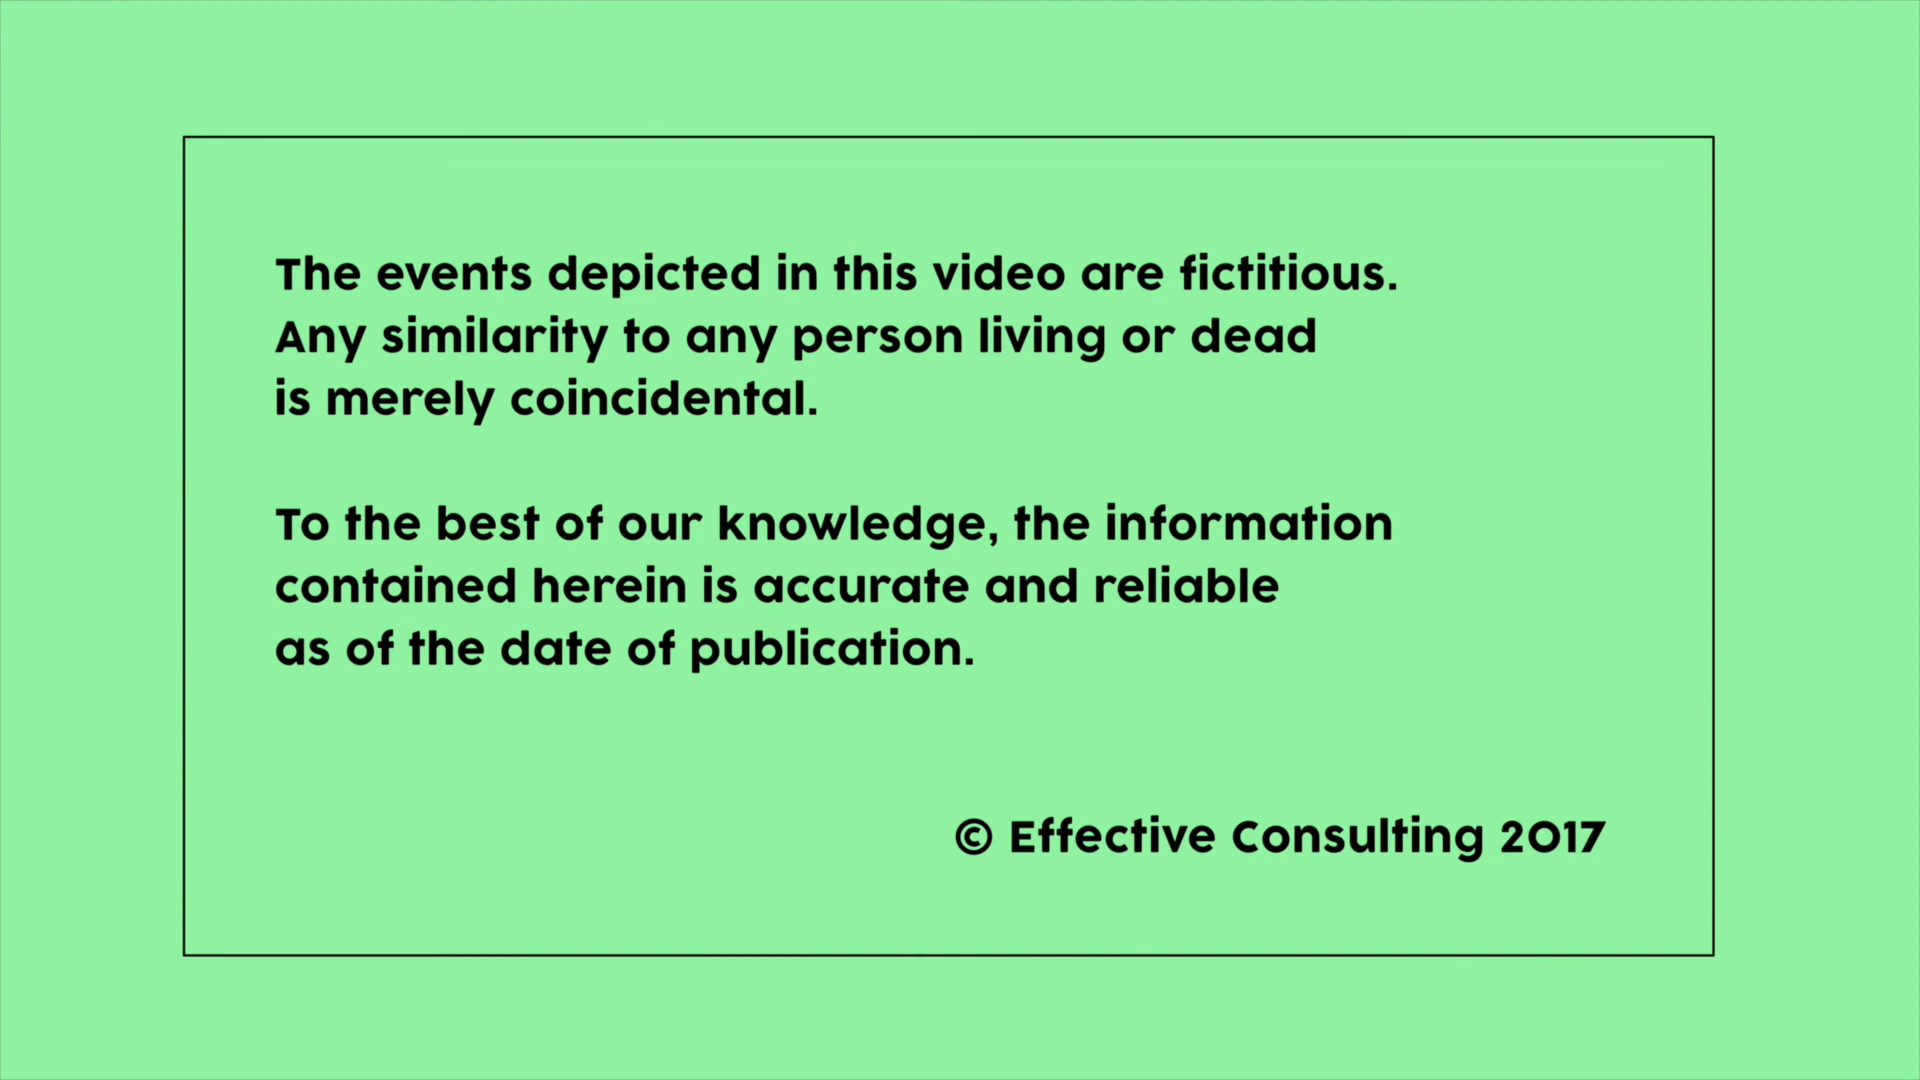 The events depicted in this video are fictitious.
Any similarity to any person living or dead
is merely coincidental.
To the best of our knowledge, the information
contained herein is accurate and reliable
as of the date of publication.
© Effective Consulting 2017